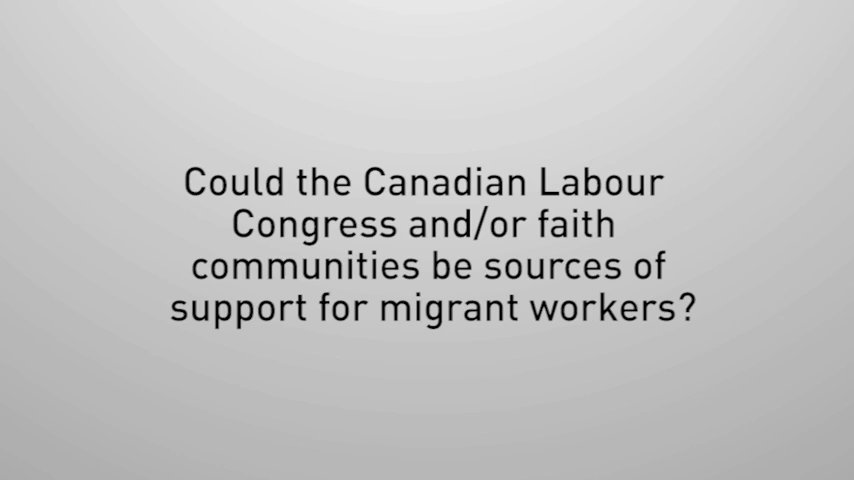 Could the Canadian Labour
Congress and/or faith
communities be sources of
support for migrant workers?